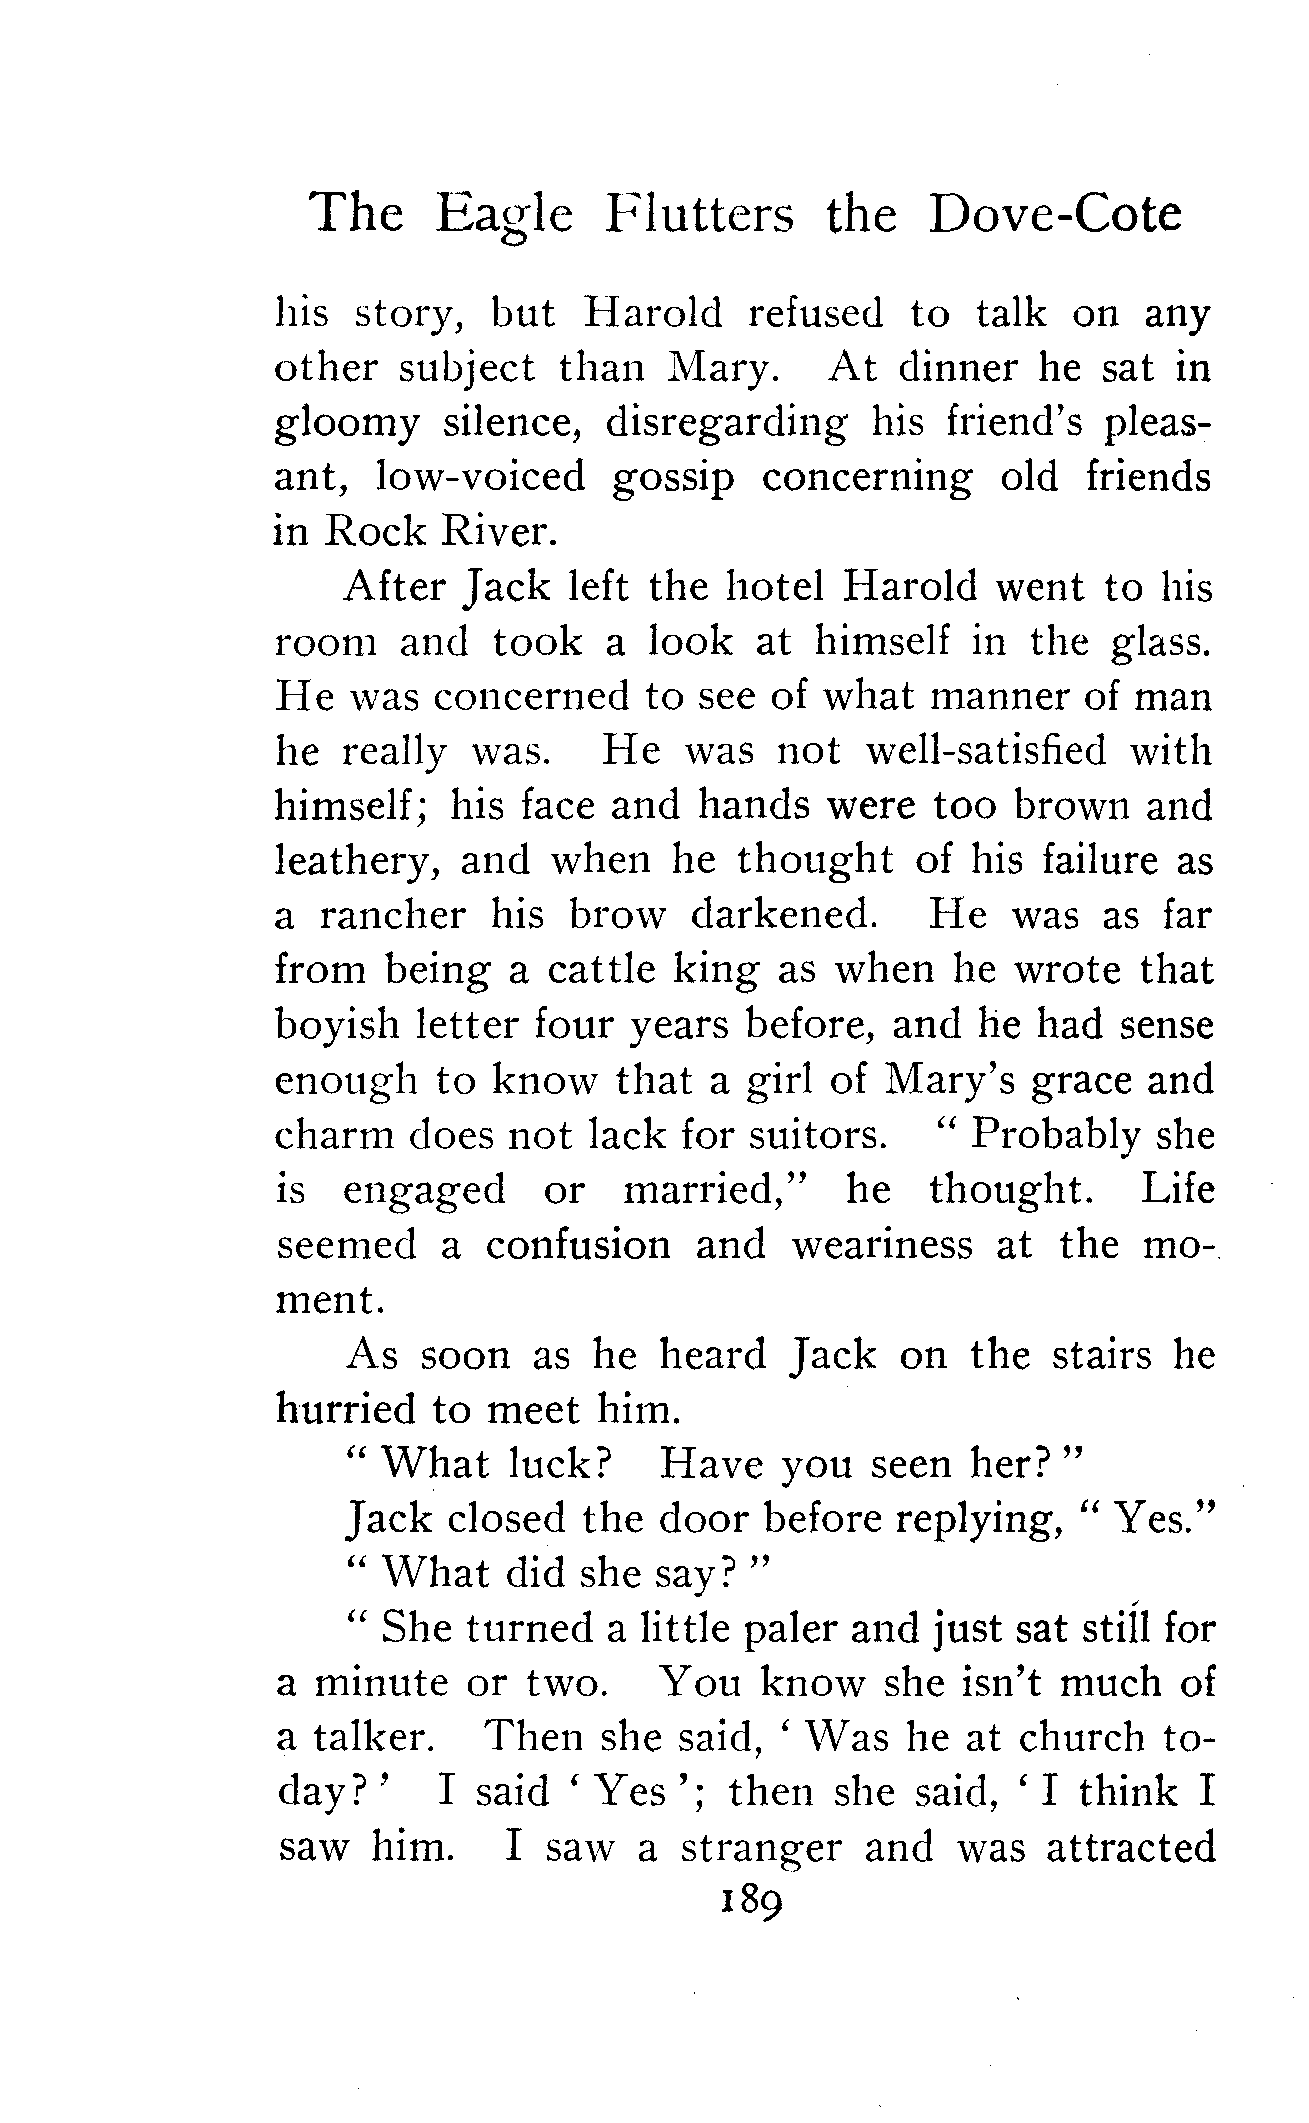 The Eagle Flutters the Dove-Cote
his story, but Harold refused to talk on any
other subject than Mary. At dinner he sat in
gloomy silence, disregarding his friend's pleas-
ant, low-voiced gossip concerning old friends
in Rock River.
After Jack left the hotel Harold went to his
room and took a look at himself in the glass.
He was concerned to see of what manner of man
he really was. He was not well-satisfied with
himself; his face and hands were too brown and
leathery, and when he thought of his failure as
a rancher his brow darkened. He was as far
from being a cattle king as when he wrote that
boyish letter four years before, and he had sense
enough to know that a girl of Mary's grace and
charm does not lack for suitors. " Probably she
is engaged or married," he thought. Life
seemed a confusion and weariness at the mo-
ment.
As soon as he heard Jack on the stairs he
hurried to meet him.
" What luck? Have you seen her? "
Jack closed the door before replying, " Yes."
" What did she say? "
" She turned a little paler and just sat still for
a minute or two. You know she isn't much of
a talker. Then she said, ' Was he at church to-
day? ' I said ' Yes '; then she said, ' I think I
saw him. I saw a stranger and was attracted
189